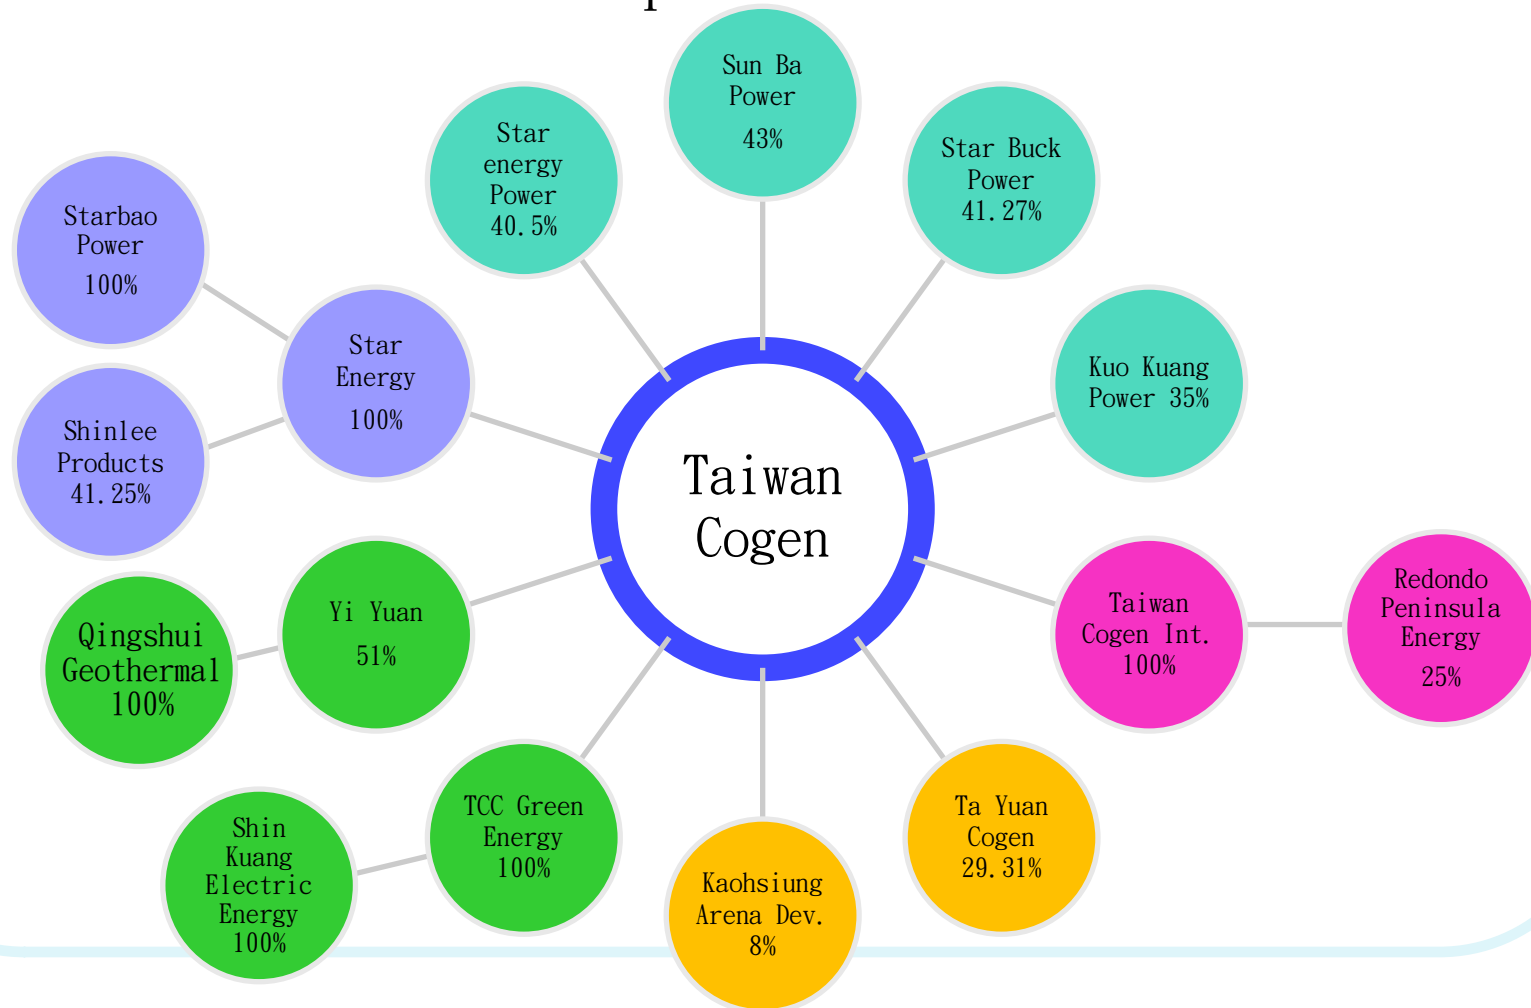 Sun Ba
Power
43%
Star
energy
Power
40.5%
Star Buck
Power
41.27%
Starbao
Power
100%
Star
Energy
100%
Kuo Kuang
Power 35%
Shinlee
Products
41.25%
Taiwan
Cogen
Yi Yuan
51%
Qingshui
Geothermal
100%
Taiwan
Cogen Int.
100%
Redondo
Peninsula
Energy
25%
TCC Green
Energy
100%
Ta Yuan
Cogen
29.31%
Shin
Kuang
Electric
Energy
100%
Kaohsiung
Arena Dev.
8%